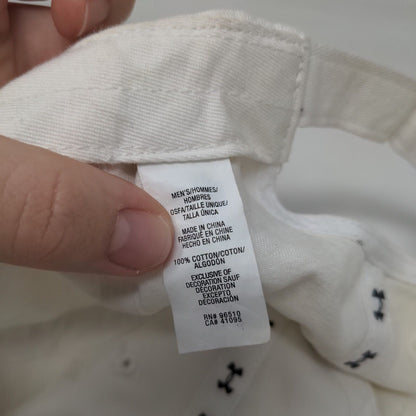 MEN'S/HOMMES/
HOMBRES
OSFA/TAILLE UNIQUE/
TALLA ÚNICA
MADE IN CHINA
FABRIQUÉ EN CHINE
HECHO EN CHINA
100% COTTON/COTON/
ALGODÓN
EXCLUSIVE OF
DECORATION SAUF
DÉCORATION
EXCEPTO
DECORACIÓN
RN# 96510
CA# 41095